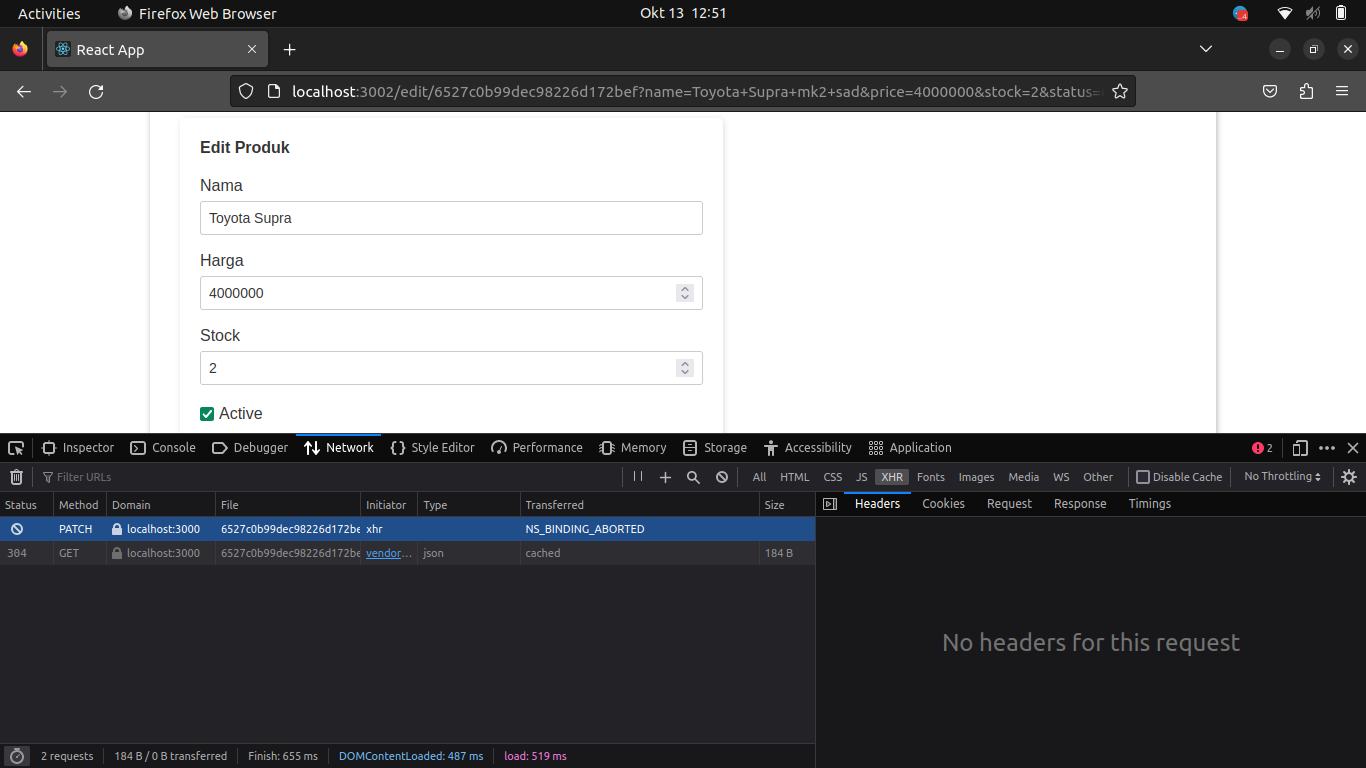 Activities Firefox Web Browser Okt 13 12:51 4
React App
localhost:3002/edit/6527c0b99dec98226d172bef?name=Toyota+Supra+mk2+sad&price=4000000&stock=2&status=
Edit Produk
Nama
Toyota Supra
Harga
4000000
Stock
2
Active
Inspector Console Debugger Network Style Editor Performance Memory Storage Accessibility Application 2
Filter URLs All HTML CSS JS XHR Fonts Images Media WS Other Disable Cache No Throttling
Status Method Domain File Initiator Type Transferred Size Headers Cookies Request Response Timings
PATCH localhost:3000 6527c0b99dec98226d172be xhr NS_BINDING_ABORTED
304 GET localhost:3000 6527c0b99dec98226d172be vendor... json cached 184 B
No headers for this request
2 requests 184 B / 0 B transferred Finish: 655 ms DOMContentLoaded: 487 ms load: 519 ms